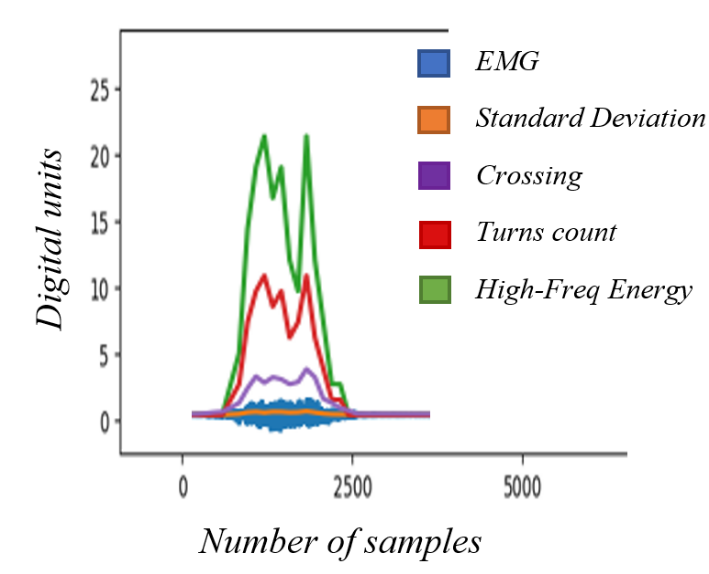 EMG
Standard Deviation
Crossing
Turns count
High-Freq Energy
Digital units
25
20
15
10
5
0
0 2500 5000
Number of samples